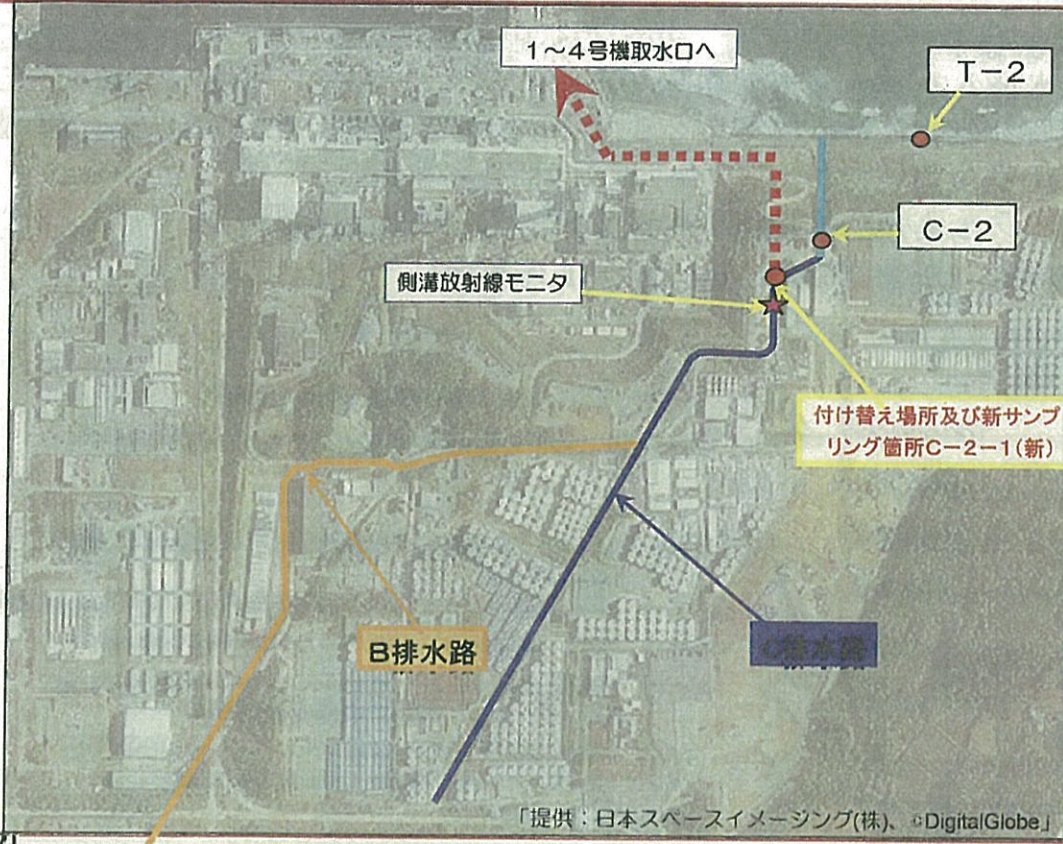 1～4号機取水口へ
T－2
C－2
側溝放射線モニタ
付け替え場所及び新サンプ
リング箇所C－2－1(新)
B排水路
C排水路
「提供：日本スペースイメージング(株)、©DigitalGlobe」